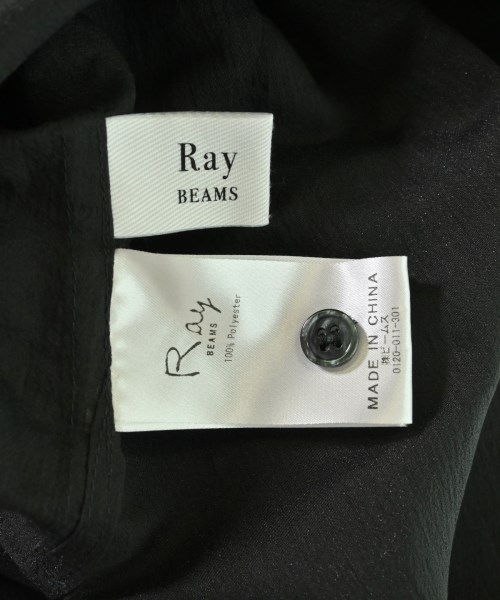 Ray
BEAMS
Ray
BEAMS
100% Polyester
MADE IN CHINA
㈱ビームス
0120-011-301